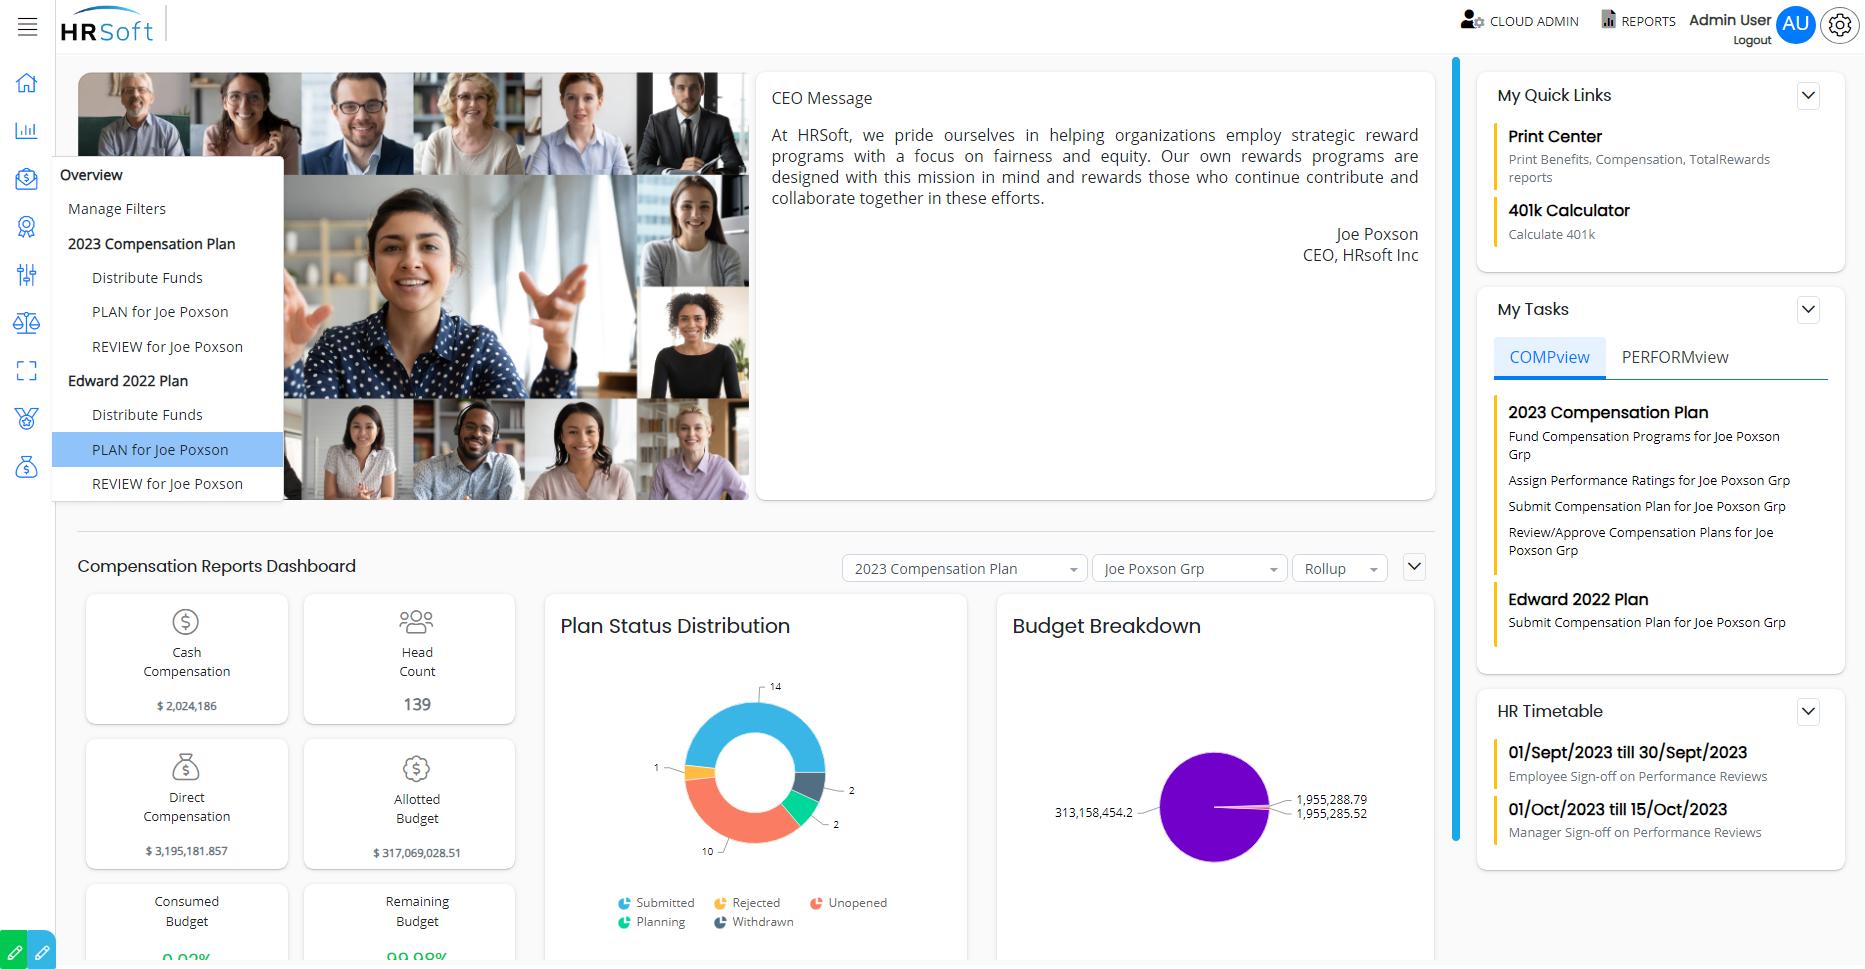 HRSoft
CLOUD ADMIN
REPORTS
Admin User
Logout
AU
Overview
Manage Filters
2023 Compensation Plan
Distribute Funds
PLAN for Joe Poxson
REVIEW for Joe Poxson
Edward 2022 Plan
Distribute Funds
PLAN for Joe Poxson
REVIEW for Joe Poxson
CEO Message
At HRSoft, we pride ourselves in helping organizations employ strategic reward
programs with a focus on fairness and equity. Our own rewards programs are
designed with this mission in mind and rewards those who continue contribute and
collaborate together in these efforts.
Joe Poxson
CEO, HRsoft Inc
My Quick Links
Print Center
Print Benefits, Compensation, TotalRewards
reports
401k Calculator
Calculate 401k
My Tasks
COMPview
PERFORMview
2023 Compensation Plan
Fund Compensation Programs for Joe Poxson
Grp
Assign Performance Ratings for Joe Poxson Grp
Submit Compensation Plan for Joe Poxson Grp
Review/Approve Compensation Plans for Joe
Poxson Grp
Edward 2022 Plan
Submit Compensation Plan for Joe Poxson Grp
HR Timetable
01/Sept/2023 till 30/Sept/2023
Employee Sign-off on Performance Reviews
01/Oct/2023 till 15/Oct/2023
Manager Sign-off on Performance Reviews
Compensation Reports Dashboard
2023 Compensation Plan
Joe Poxson Grp
Rollup
Cash
Compensation
$ 2,024,186
Head
Count
139
Direct
Compensation
$ 3,195,181.857
Allotted
Budget
$ 317,069,028.51
Consumed
Budget
0.02%
Remaining
Budget
99.98%
Plan Status Distribution
14
1
2
2
10
Submitted
Rejected
Unopened
Planning
Withdrawn
Budget Breakdown
313,158,454.2
1,955,288.79
1,955,285.52